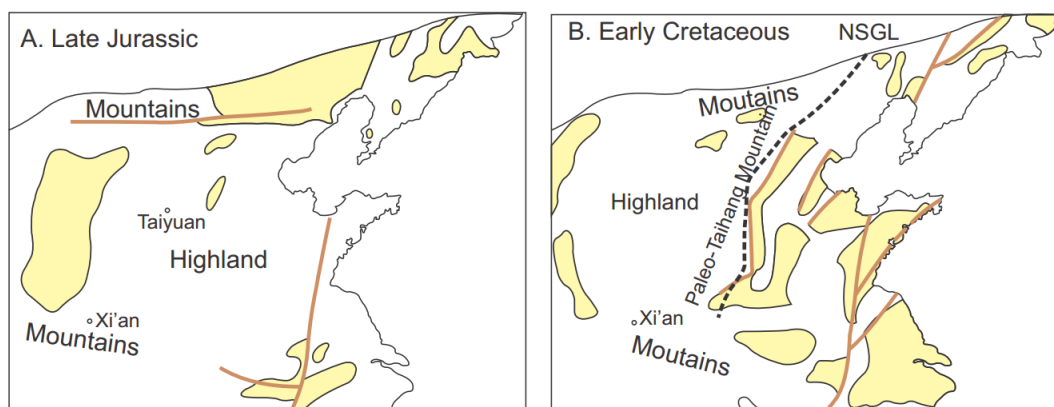 A. Late Jurassic
Mountains
Taiyuan
Highland
Xi'an
Mountains
B. Early Cretaceous
NSGL
Moutains
Paleo-Taihang Mountain
Highland
Xi'an
Moutains